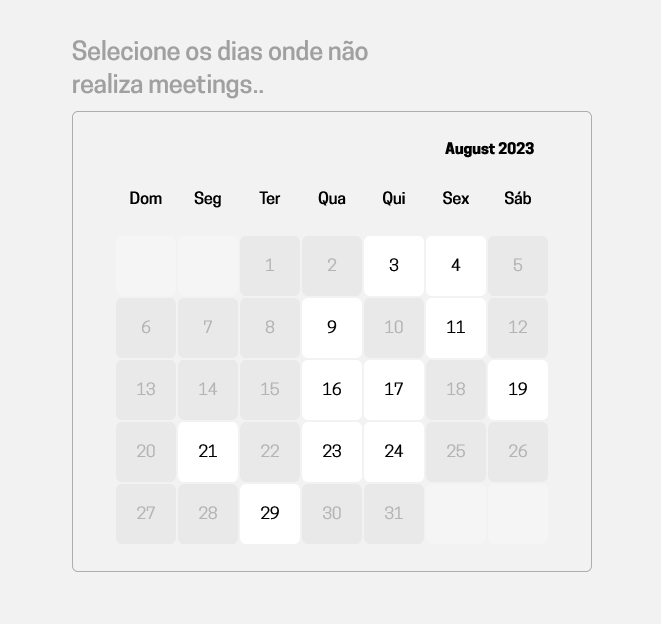 Selecione os dias onde não
realiza meetings..
August 2023
Dom Seg Ter Qua Qui Sex Sáb
1 2 3 4 5
6 7 8 9 10 11 12
13 14 15 16 17 18 19
20 21 22 23 24 25 26
27 28 29 30 31